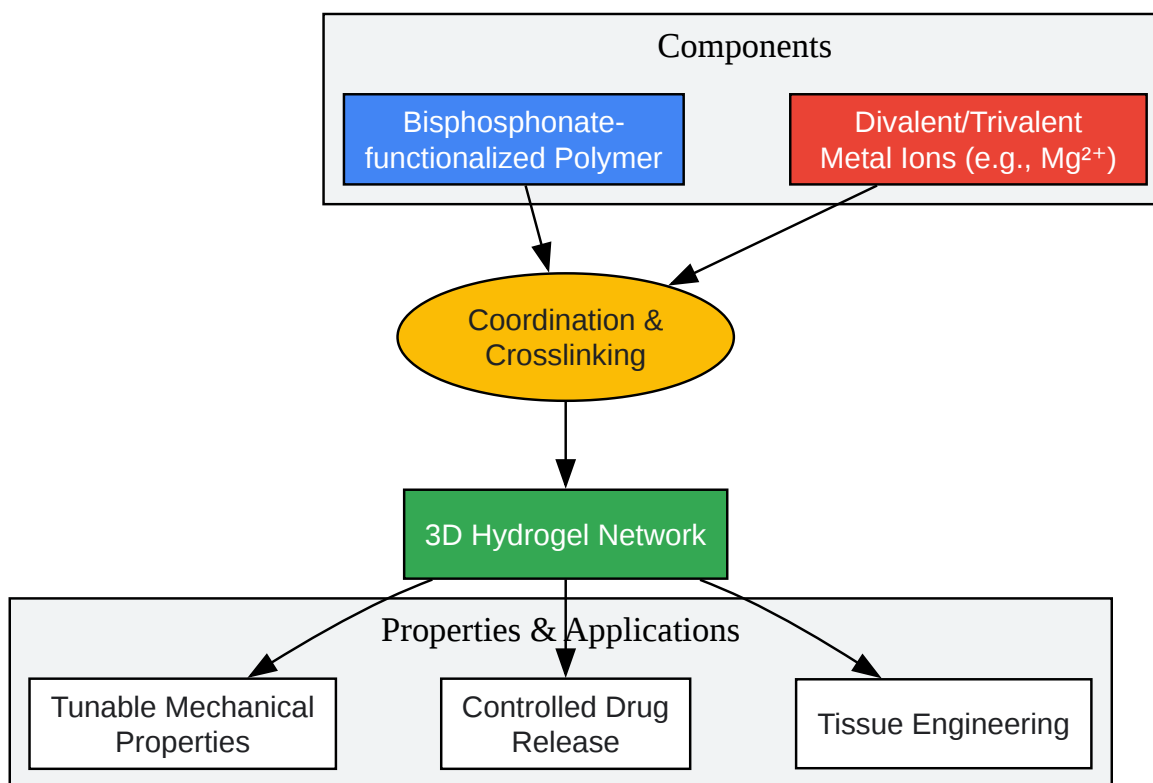 Components
Bisphosphonate-
functionalized Polymer
Divalent/Trivalent
Metal Ions (e.g., Mg²⁺)
Coordination &
Crosslinking
3D Hydrogel Network
Properties & Applications
Tunable Mechanical
Properties
Controlled Drug
Release
Tissue Engineering